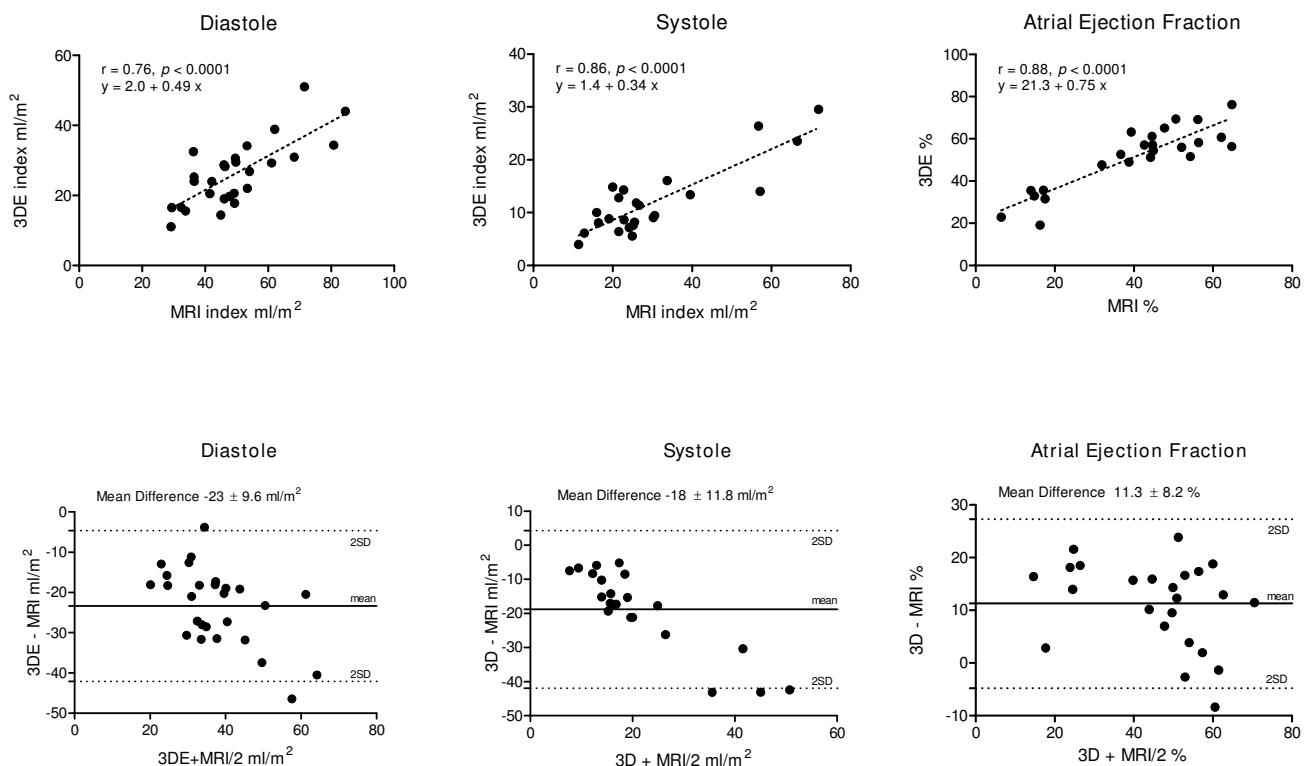 Diastole
r = 0.76, p < 0.0001
y = 2.0 + 0.49 x
3DE index ml/m²
60
40
20
0
0 20 40 60 80 100
MRI index ml/m²
Systole
r = 0.86, p < 0.0001
y = 1.4 + 0.34 x
3DE index ml/m²
40
30
20
10
0
0 20 40 60 80
MRI index ml/m²
Atrial Ejection Fraction
r = 0.88, p < 0.0001
y = 21.3 + 0.75 x
3DE %
100
80
60
40
20
0
0 20 40 60 80
MRI %
Diastole
Mean Difference -23 ± 9.6 ml/m²
3DE - MRI ml/m²
0
-10
-20
-30
-40
-50
2SD
mean
2SD
0 20 40 60 80
3DE+MRI/2 ml/m²
Systole
Mean Difference -18 ± 11.8 ml/m²
3D - MRI ml/m²
10
0
-10
-20
-30
-40
-50
2SD
mean
2SD
0 20 40 60
3D + MRI/2 ml/m²
Atrial Ejection Fraction
Mean Difference 11.3 ± 8.2 %
3D - MRI %
30
20
10
0
-10
2SD
mean
2SD
0 20 40 60 80
3D + MRI/2 %